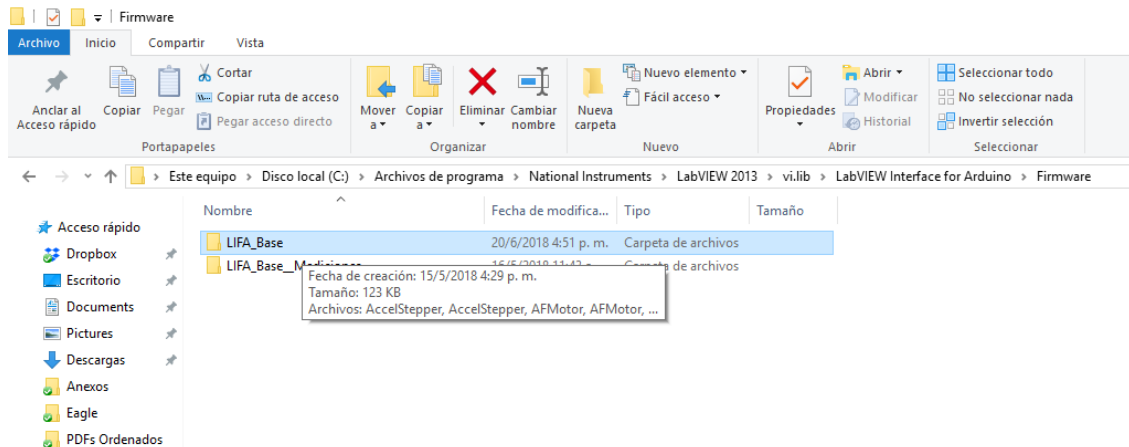 Firmware
Archivo Inicio Compartir Vista
Anclar al Acceso rápido
Copiar
Pegar
Cortar
Copiar ruta de acceso
Pegar acceso directo
Portapapeles
Mover a
Copiar a
Eliminar
Cambiar nombre
Organizar
Nueva carpeta
Nuevo elemento
Fácil acceso
Nuevo
Propiedades
Abrir
Modificar
Historial
Abrir
Seleccionar todo
No seleccionar nada
Invertir selección
Seleccionar
Este equipo > Disco local (C:) > Archivos de programa > National Instruments > LabVIEW 2013 > vi.lib > LabVIEW Interface for Arduino > Firmware
Nombre Fecha de modifica... Tipo Tamaño
Acceso rápido
Dropbox
Escritorio
Documents
Pictures
Descargas
Anexos
Eagle
PDFs Ordenados
LIFA_Base 20/6/2018 4:51 p. m. Carpeta de archivos
LIFA_Base__Mediciones Carpeta de archivos
Fecha de creación: 15/5/2018 4:29 p. m.
Tamaño: 123 KB
Archivos: AccelStepper, AccelStepper, AFMotor, AFMotor, ...